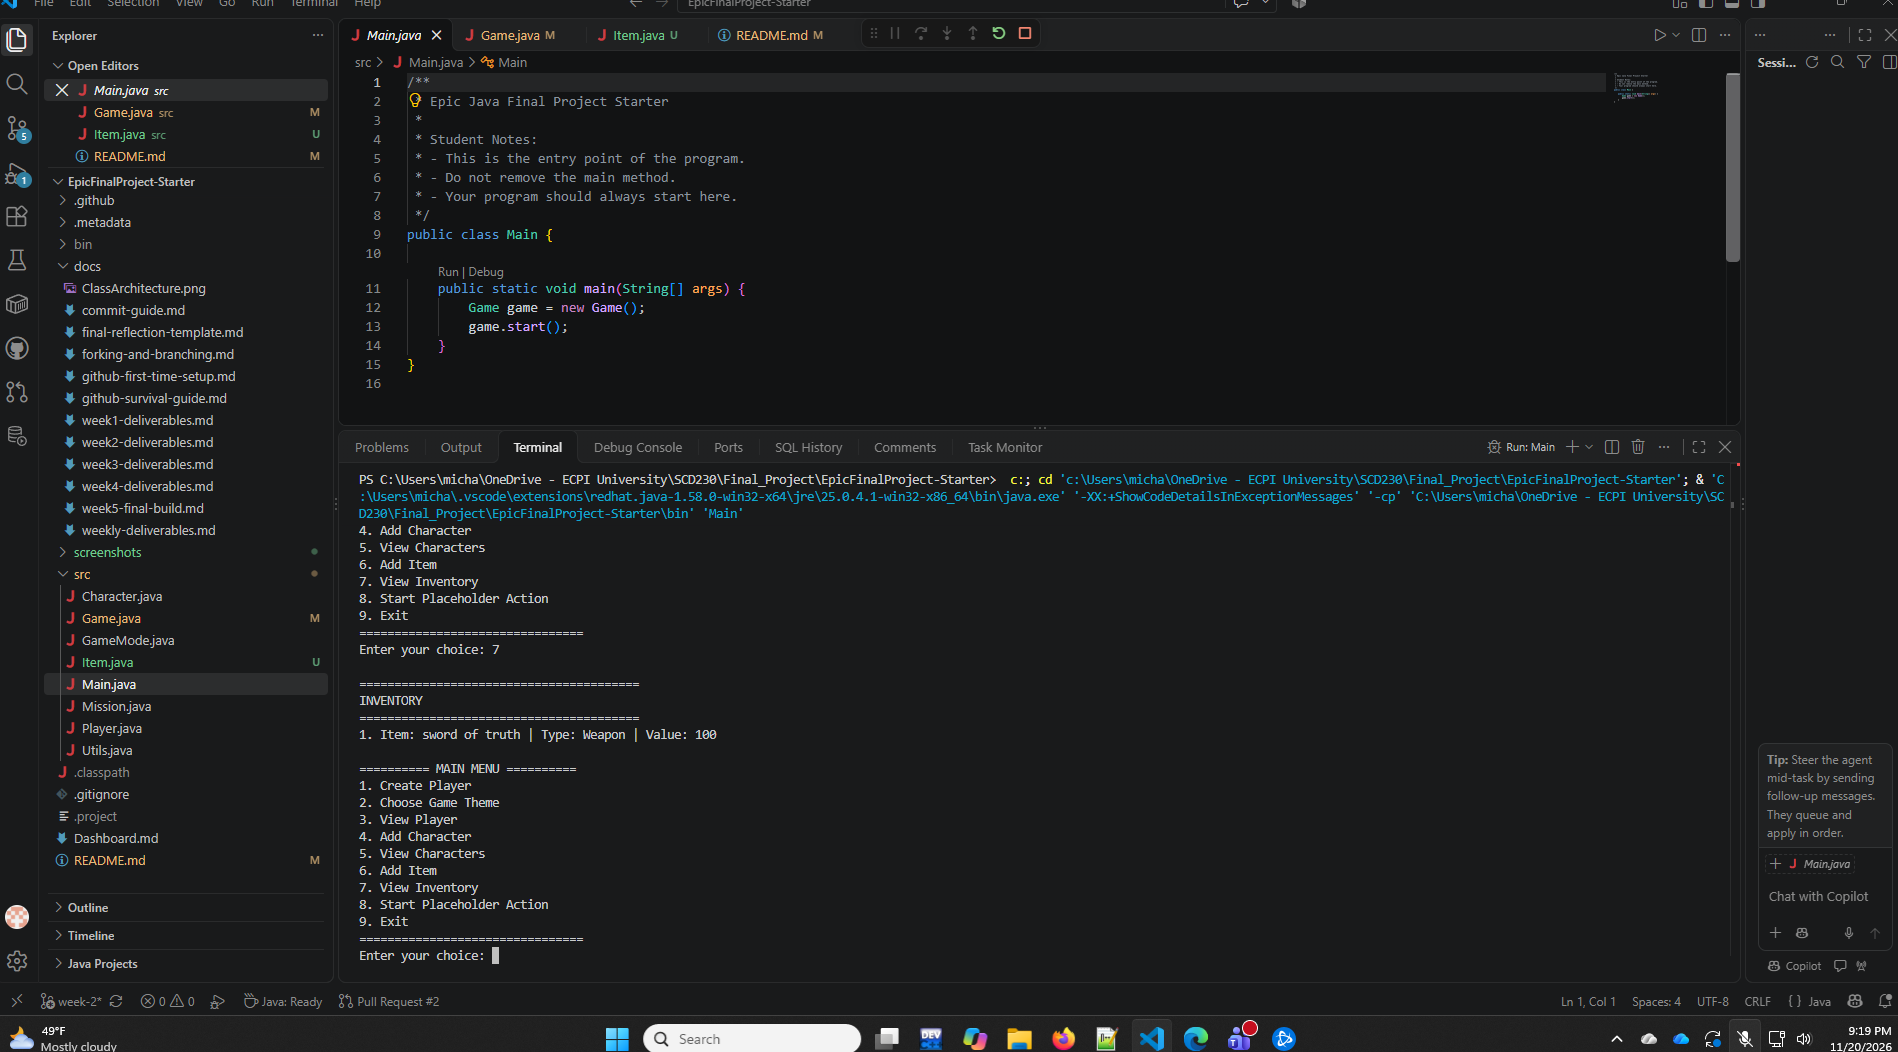 File Edit Selection View Go Run Terminal Help
EpicFinalProject-Starter
Explorer
Open Editors
Main.java src
Game.java src M
Item.java src U
README.md M
EpicFinalProject-Starter
.github
.metadata
bin
docs
ClassArchitecture.png
commit-guide.md
final-reflection-template.md
forking-and-branching.md
github-first-time-setup.md
github-survival-guide.md
week1-deliverables.md
week2-deliverables.md
week3-deliverables.md
week4-deliverables.md
week5-final-build.md
weekly-deliverables.md
screenshots
src
Character.java
Game.java M
GameMode.java
Item.java U
Main.java
Mission.java
Player.java
Utils.java
.classpath
.gitignore
.project
Dashboard.md
README.md M
Outline
Timeline
Java Projects
5
1
Main.java Game.java M Item.java U README.md M
src > Main.java > Main
1 /**
2 Epic Java Final Project Starter
3 *
4 * Student Notes:
5 * - This is the entry point of the program.
6 * - Do not remove the main method.
7 * - Your program should always start here.
8 */
9 public class Main {
10
Run | Debug
11 public static void main(String[] args) {
12 Game game = new Game();
13 game.start();
14 }
15 }
16
Problems Output Terminal Debug Console Ports SQL History Comments Task Monitor
Run: Main
PS C:\Users\micha\OneDrive - ECPI University\SCD230\Final_Project\EpicFinalProject-Starter> c:; cd 'c:\Users\micha\OneDrive - ECPI University\SCD230\Final_Project\EpicFinalProject-Starter'; & 'C
:\Users\micha\.vscode\extensions\redhat.java-1.58.0-win32-x64\jre\25.0.4.1-win32-x86_64\bin\java.exe' '-XX:+ShowCodeDetailsInExceptionMessages' '-cp' 'C:\Users\micha\OneDrive - ECPI University\SC
D230\Final_Project\EpicFinalProject-Starter\bin' 'Main'
4. Add Character
5. View Characters
6. Add Item
7. View Inventory
8. Start Placeholder Action
9. Exit
================================
Enter your choice: 7
========================================
INVENTORY
========================================
1. Item: sword of truth | Type: Weapon | Value: 100
========== MAIN MENU ==========
1. Create Player
2. Choose Game Theme
3. View Player
4. Add Character
5. View Characters
6. Add Item
7. View Inventory
8. Start Placeholder Action
9. Exit
================================
Enter your choice:
Sessi...
Tip: Steer the agent
mid-task by sending
follow-up messages.
They queue and
apply in order.
Main.java
Chat with Copilot
Copilot
week-2* 0 0 Java: Ready Pull Request #2
Ln 1, Col 1 Spaces: 4 UTF-8 CRLF {} Java
49°F
Mostly cloudy
Search
DEV
9:19 PM
11/20/2026